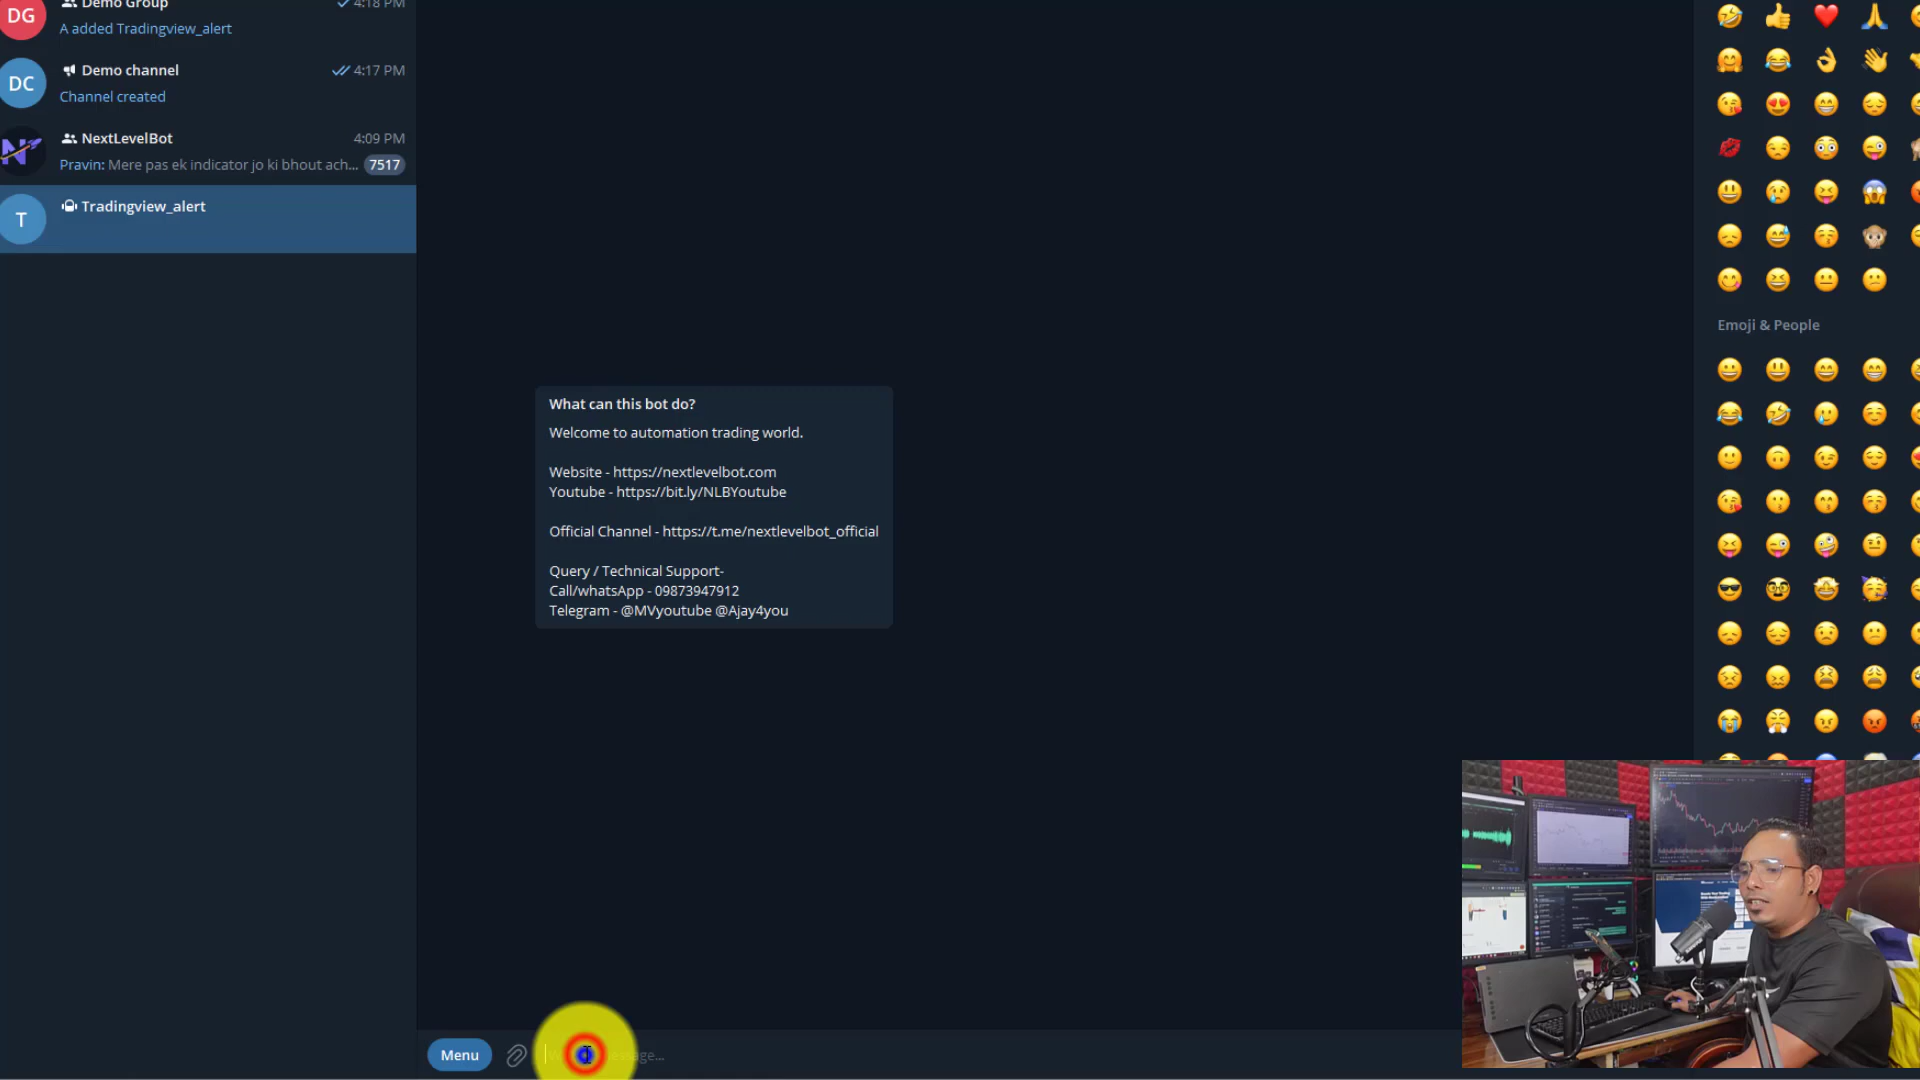 DG
Demo Group
4:18 PM
A added Tradingview_alert
DC
Demo channel
4:17 PM
Channel created
N
NextLevelBot
4:09 PM
Pravin: Mere pas ek indicator jo ki bhout ach...
7517
T
Tradingview_alert
What can this bot do?
Welcome to automation trading world.
Website - https://nextlevelbot.com
Youtube - https://bit.ly/NLBYoutube
Official Channel - https://t.me/nextlevelbot_official
Query / Technical Support-
Call/whatsApp - 09873947912
Telegram - @MVyoutube @Ajay4you
Emoji & People
Menu